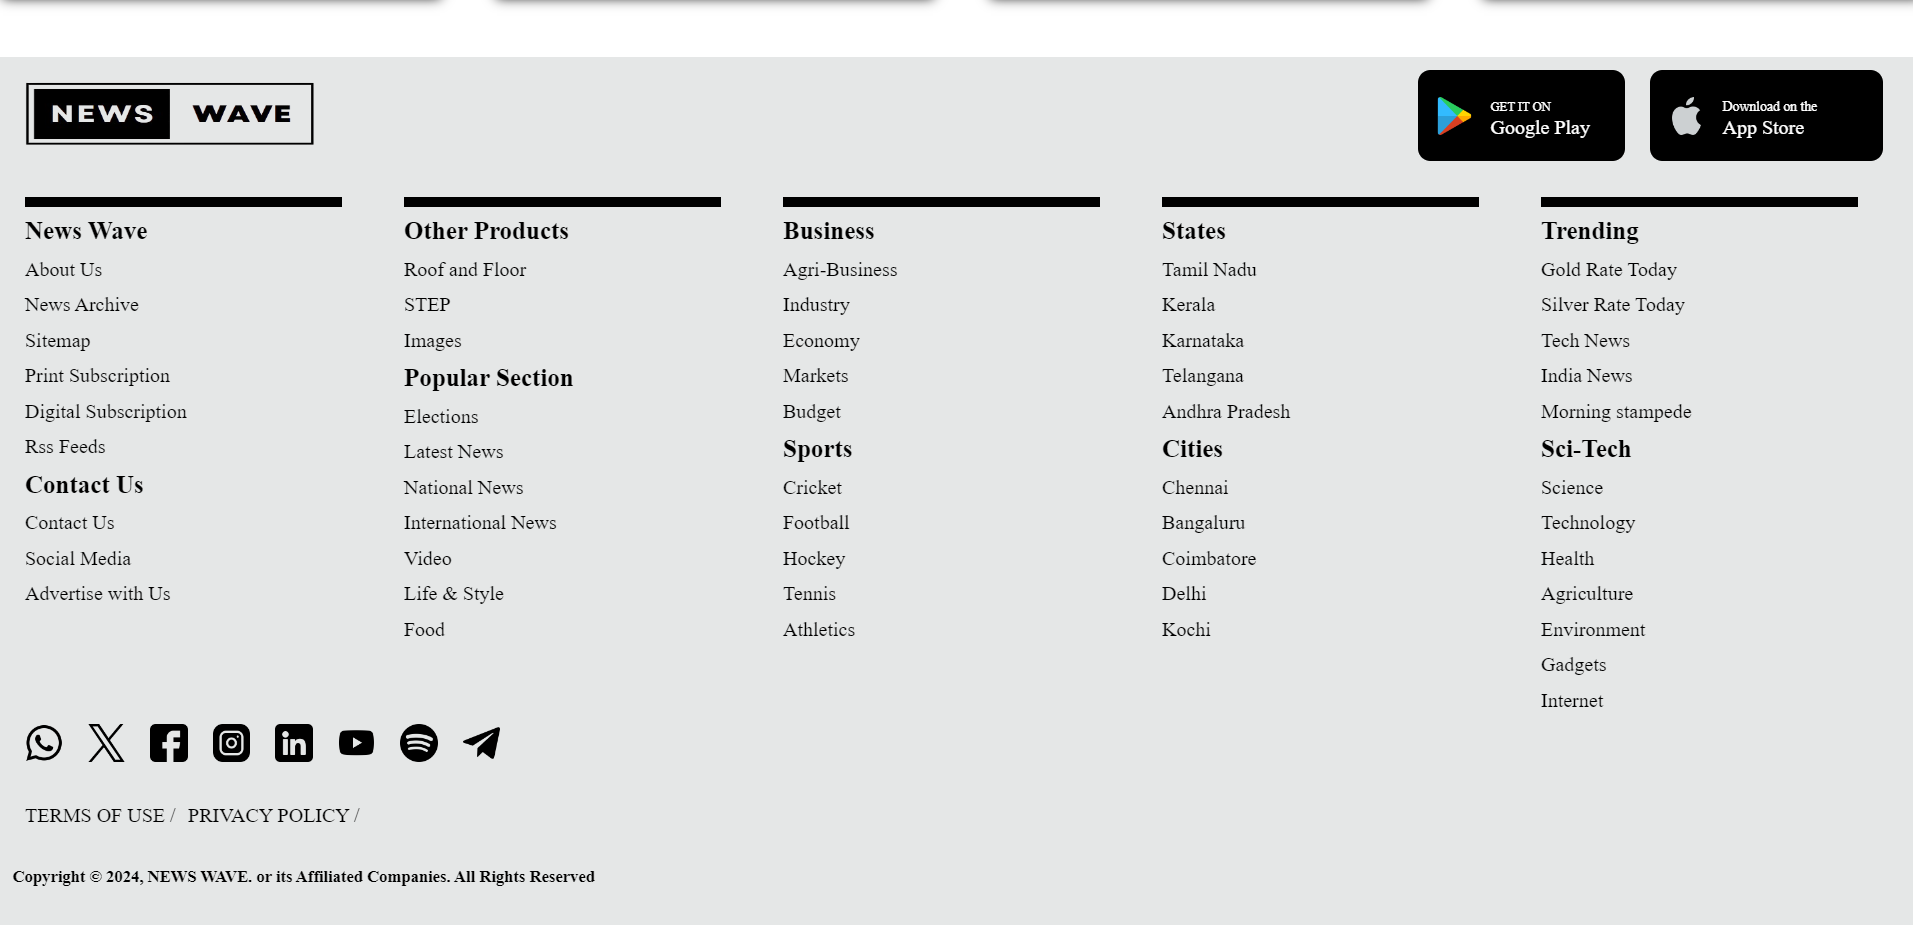 NEWS WAVE
GET IT ON
Google Play
Download on the
App Store
News Wave
About Us
News Archive
Sitemap
Print Subscription
Digital Subscription
Rss Feeds
Contact Us
Contact Us
Social Media
Advertise with Us
Other Products
Roof and Floor
STEP
Images
Popular Section
Elections
Latest News
National News
International News
Video
Life & Style
Food
Business
Agri-Business
Industry
Economy
Markets
Budget
Sports
Cricket
Football
Hockey
Tennis
Athletics
States
Tamil Nadu
Kerala
Karnataka
Telangana
Andhra Pradesh
Cities
Chennai
Bangaluru
Coimbatore
Delhi
Kochi
Trending
Gold Rate Today
Silver Rate Today
Tech News
India News
Morning stampede
Sci-Tech
Science
Technology
Health
Agriculture
Environment
Gadgets
Internet
TERMS OF USE / PRIVACY POLICY /
Copyright © 2024, NEWS WAVE. or its Affiliated Companies. All Rights Reserved